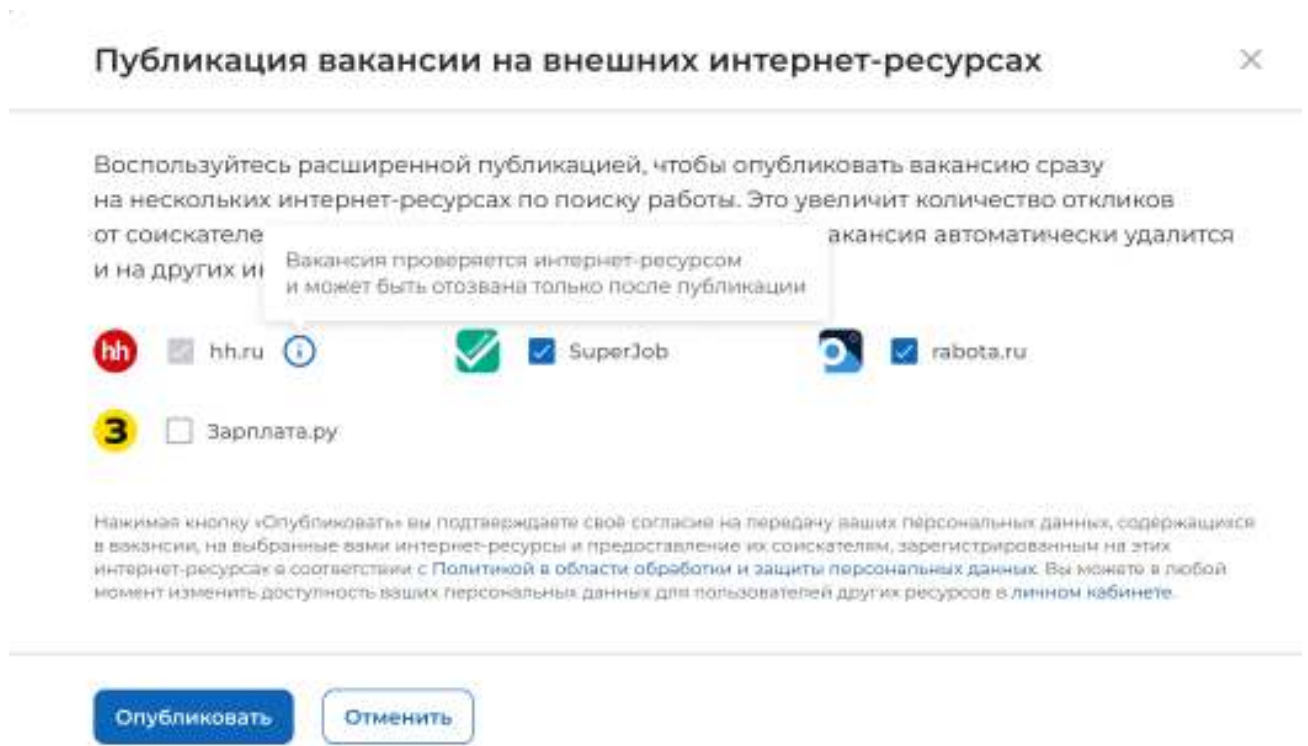 Публикация вакансии на внешних интернет-ресурсах
Воспользуйтесь расширенной публикацией, чтобы опубликовать вакансию сразу
на нескольких интернет-ресурсах по поиску работы. Это увеличит количество откликов
от соискателе акансия автоматически удалится
и на других ин
Вакансия проверяется интернет-ресурсом
и может быть отозвана только после публикации
hh hh.ru SuperJob rabota.ru
З Зарплата.ру
Нажимая кнопку «Опубликовать» вы подтверждаете своё согласие на передачу ваших персональных данных, содержащихся
в вакансии, на выбранные вами интернет-ресурсы и предоставление их соискателям, зарегистрированным на этих
интернет-ресурсах в соответствии с Политикой в области обработки и защиты персональных данных. Вы можете в любой
момент изменить доступность ваших персональных данных для пользователей других ресурсов в личном кабинете.
Опубликовать Отменить